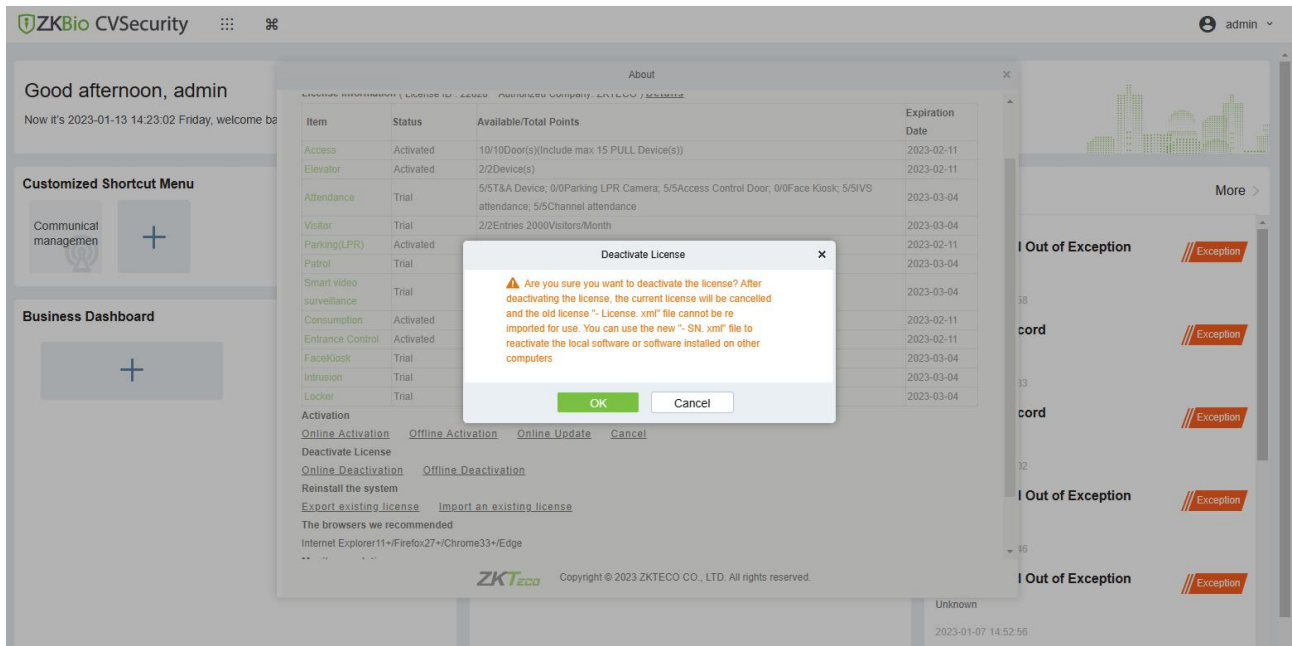 ZKBio CVSecurity
admin
Good afternoon, admin
Now it's 2023-01-13 14:23:02 Friday, welcome ba
Customized Shortcut Menu
Communicat
managemen
Business Dashboard
About
License Information ( License ID : 22828 Authorized Company: ZKTECO ) Details
Item Status Available/Total Points Expiration
Date
Access Activated 10/10Door(s)(Include max 15 PULL Device(s)) 2023-02-11
Elevator Activated 2/2Device(s) 2023-02-11
Attendance Trial 5/5T&A Device; 0/0Parking LPR Camera; 5/5Access Control Door; 0/0Face Kiosk; 5/5IVS
attendance; 5/5Channel attendance 2023-03-04
Visitor Trial 2/2Entries 2000Visitors/Month 2023-03-04
Parking(LPR) Activated 2023-02-11
Patrol Trial 2023-03-04
Smart video
surveillance Trial 2023-03-04
Consumption Activated 2023-02-11
Entrance Control Activated 2023-02-11
FaceKiosk Trial 2023-03-04
Intrusion Trial 2023-03-04
Locker Trial 2023-03-04
Deactivate License
Are you sure you want to deactivate the license? After
deactivating the license, the current license will be cancelled
and the old license "- License. xml" file cannot be re
imported for use. You can use the new "- SN. xml" file to
reactivate the local software or software installed on other
computers
OK Cancel
Activation
Online Activation Offline Activation Online Update Cancel
Deactivate License
Online Deactivation Offline Deactivation
Reinstall the system
Export existing license Import an existing license
The browsers we recommended
Internet Explorer11+/Firefox27+/Chrome33+/Edge
ZKTECO Copyright © 2023 ZKTECO CO., LTD. All rights reserved.
More
l Out of Exception Exception
58
cord Exception
33
cord Exception
02
l Out of Exception Exception
46
l Out of Exception Exception
Unknown
2023-01-07 14:52:56